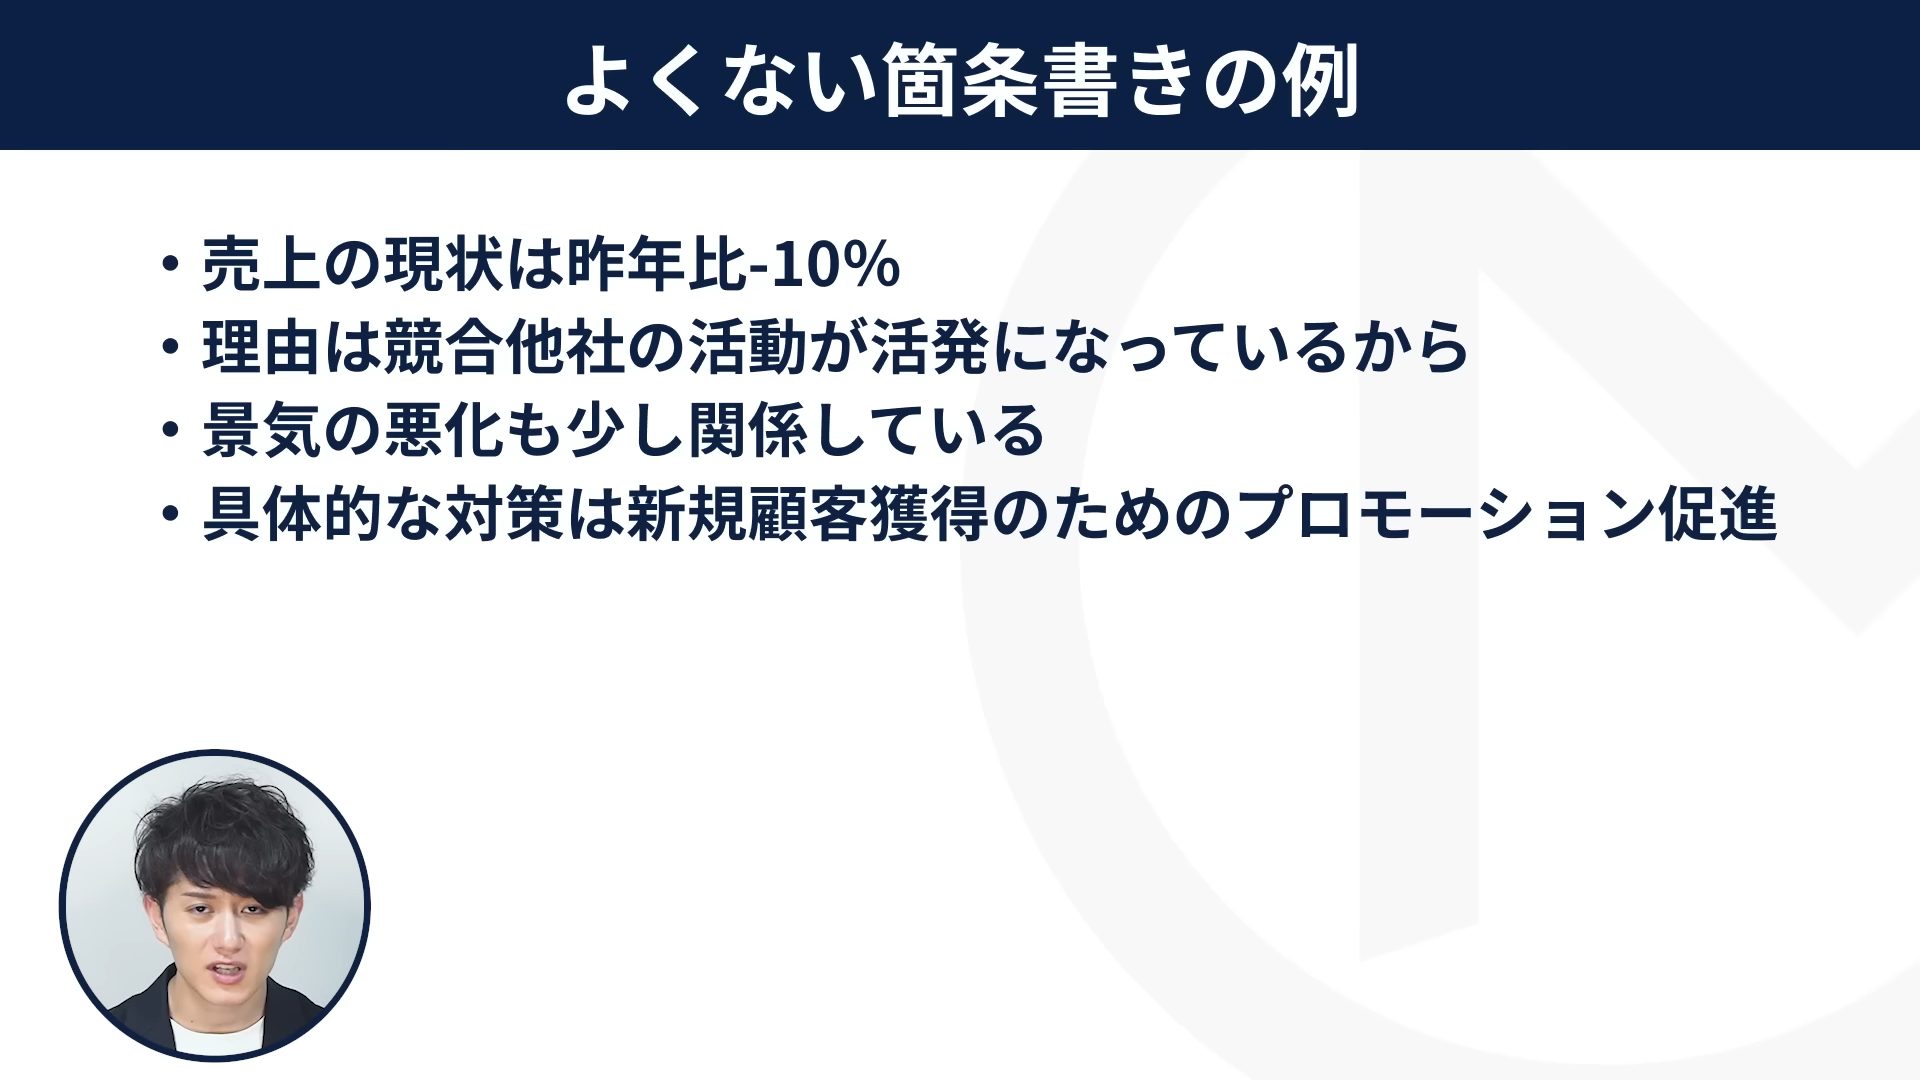 よくない箇条書きの例
・売上の現状は昨年比-10%
・理由は競合他社の活動が活発になっているから
・景気の悪化も少し関係している
・具体的な対策は新規顧客獲得のためのプロモーション促進